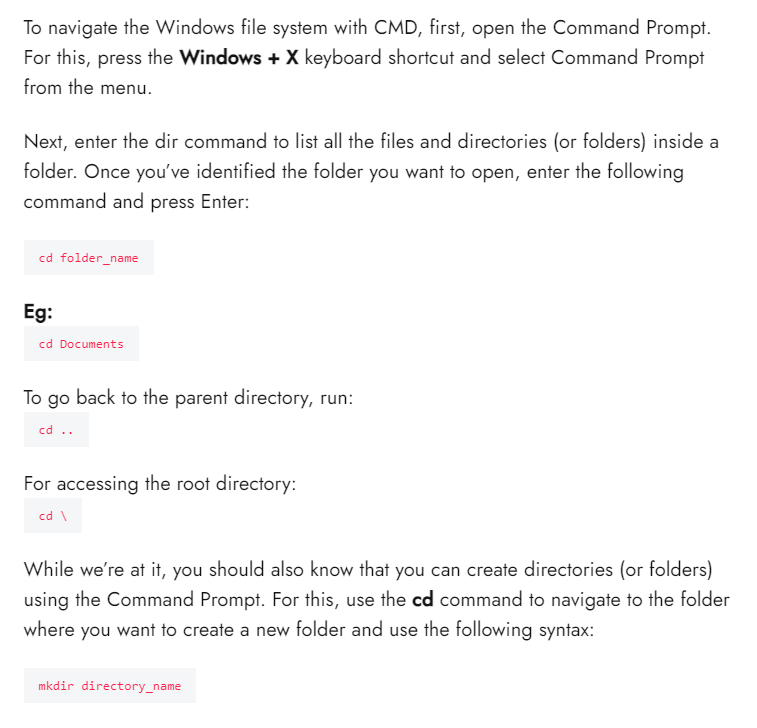 To navigate the Windows file system with CMD, first, open the Command Prompt.
For this, press the Windows + X keyboard shortcut and select Command Prompt
from the menu.
Next, enter the dir command to list all the files and directories (or folders) inside a
folder. Once you’ve identified the folder you want to open, enter the following
command and press Enter:
cd folder_name
Eg:
cd Documents
To go back to the parent directory, run:
cd ..
For accessing the root directory:
cd \
While we’re at it, you should also know that you can create directories (or folders)
using the Command Prompt. For this, use the cd command to navigate to the folder
where you want to create a new folder and use the following syntax:
mkdir directory_name